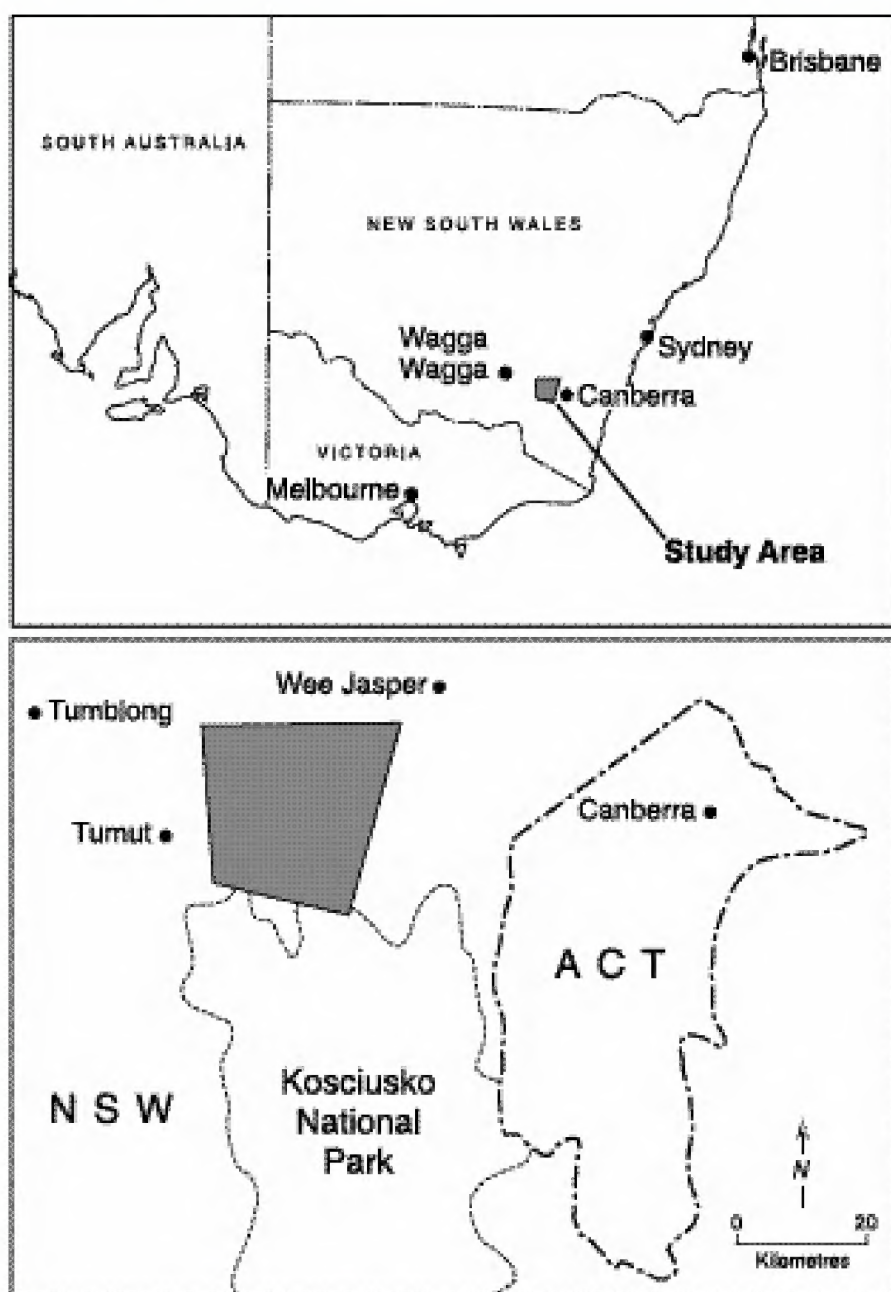 Brisbane
SOUTH AUSTRALIA
NEW SOUTH WALES
Wagga
Wagga
Sydney
Canberra
VICTORIA
Melbourne
Study Area
Wee Jasper
Tumblong
Canberra
Tumut
A C T
Kosciusko
National
Park
N S W
N
0 20
Kilometres